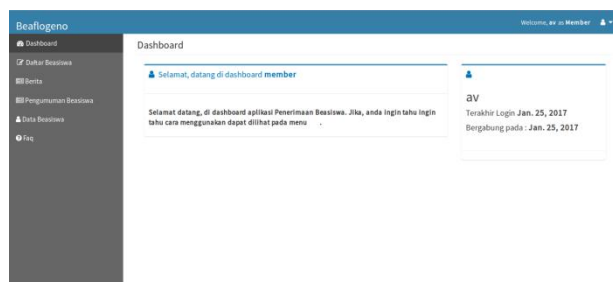 Beaflogeno
Welcome, av as Member
Dashboard
Daftar Beasiswa
Berita
Pengumuman Beasiswa
Data Beasiswa
Faq
Dashboard
Selamat, datang di dashboard member
Selamat datang, di dashboard aplikasi Penerimaan Beasiswa. Jika, anda ingin tahu ingin
tahu cara menggunakan dapat dilihat pada menu .
av
Terakhir Login Jan. 25, 2017
Bergabung pada : Jan. 25, 2017